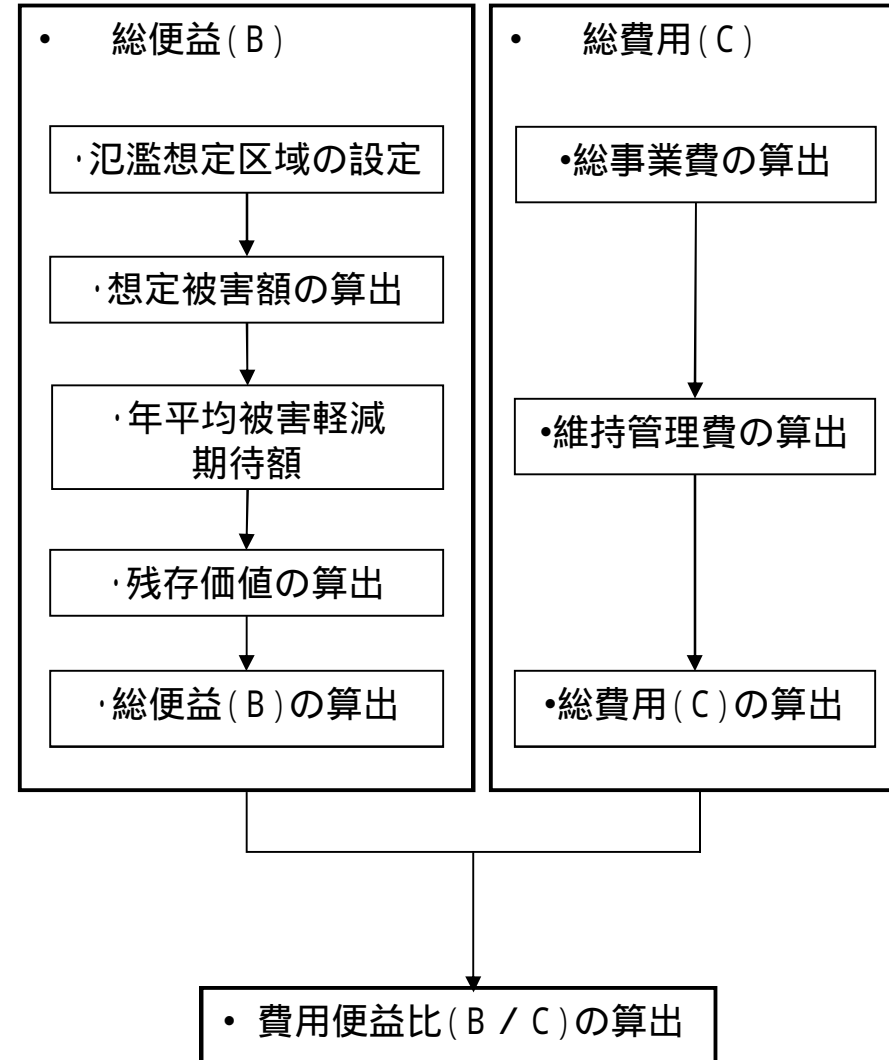 • 総便益(B)
・氾濫想定区域の設定
・想定被害額の算出
・年平均被害軽減
期待額
・残存価値の算出
・総便益(B)の算出
• 総費用(C)
•総事業費の算出
•維持管理費の算出
•総費用(C)の算出
• 費用便益比(B/C)の算出